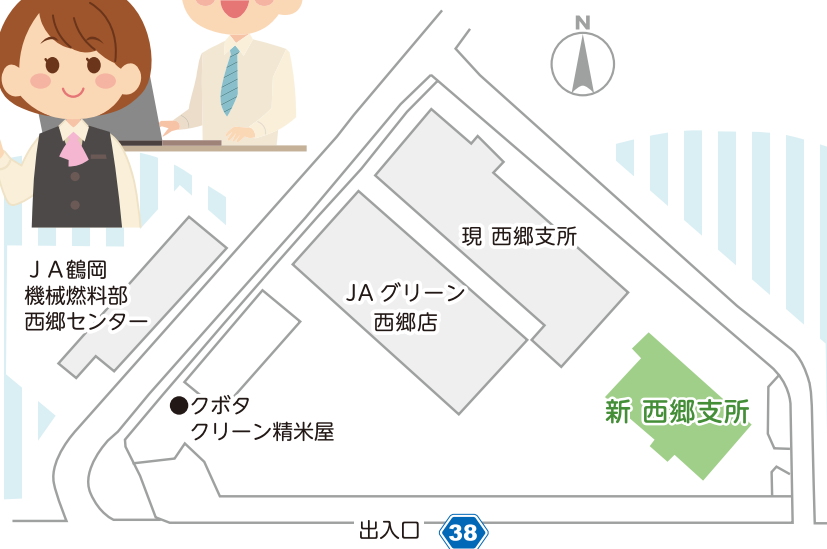 N
現 西郷支所
ＪＡ鶴岡
機械燃料部
西郷センター
JA グリーン
西郷店
クボタ
クリーン精米屋
新 西郷支所
出入口 38